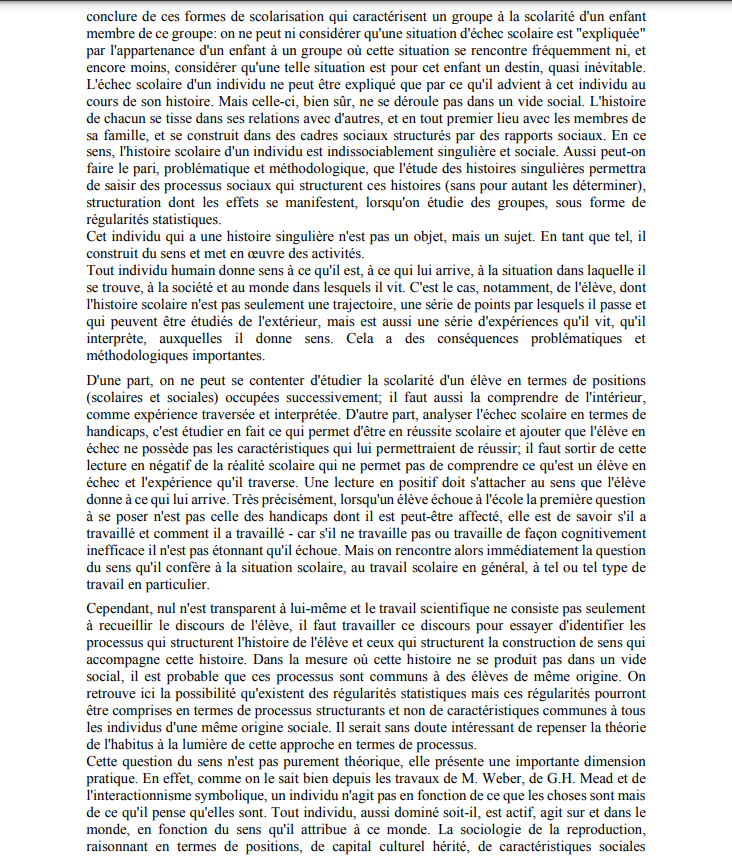 conclure de ces formes de scolarisation qui caractérisent un groupe à la scolarité d'un enfant
membre de ce groupe: on ne peut ni considérer qu'une situation d'échec scolaire est "expliquée"
par l'appartenance d'un enfant à un groupe où cette situation se rencontre fréquemment ni, et
encore moins, considérer qu'une telle situation est pour cet enfant un destin, quasi inévitable.
L'échec scolaire d'un individu ne peut être expliqué que par ce qu'il advient à cet individu au
cours de son histoire. Mais celle-ci, bien sûr, ne se déroule pas dans un vide social. L'histoire
de chacun se tisse dans ses relations avec d'autres, et en tout premier lieu avec les membres de
sa famille, et se construit dans des cadres sociaux structurés par des rapports sociaux. En ce
sens, l'histoire scolaire d'un individu est indissociablement singulière et sociale. Aussi peut-on
faire le pari, problématique et méthodologique, que l'étude des histoires singulières permettra
de saisir des processus sociaux qui structurent ces histoires (sans pour autant les déterminer),
structuration dont les effets se manifestent, lorsqu'on étudie des groupes, sous forme de
régularités statistiques.
Cet individu qui a une histoire singulière n'est pas un objet, mais un sujet. En tant que tel, il
construit du sens et met en œuvre des activités.
Tout individu humain donne sens à ce qu'il est, à ce qui lui arrive, à la situation dans laquelle il
se trouve, à la société et au monde dans lesquels il vit. C'est le cas, notamment, de l'élève, dont
l'histoire scolaire n'est pas seulement une trajectoire, une série de points par lesquels il passe et
qui peuvent être étudiés de l'extérieur, mais est aussi une série d'expériences qu'il vit, qu'il
interprète, auxquelles il donne sens. Cela a des conséquences problématiques et
méthodologiques importantes.
D'une part, on ne peut se contenter d'étudier la scolarité d'un élève en termes de positions
(scolaires et sociales) occupées successivement; il faut aussi la comprendre de l'intérieur,
comme expérience traversée et interprétée. D'autre part, analyser l'échec scolaire en termes de
handicaps, c'est étudier en fait ce qui permet d'être en réussite scolaire et ajouter que l'élève en
échec ne possède pas les caractéristiques qui lui permettraient de réussir; il faut sortir de cette
lecture en négatif de la réalité scolaire qui ne permet pas de comprendre ce qu'est un élève en
échec et l'expérience qu'il traverse. Une lecture en positif doit s'attacher au sens que l'élève
donne à ce qui lui arrive. Très précisément, lorsqu'un élève échoue à l'école la première question
à se poser n'est pas celle des handicaps dont il est peut-être affecté, elle est de savoir s'il a
travaillé et comment il a travaillé - car s'il ne travaille pas ou travaille de façon cognitivement
inefficace il n'est pas étonnant qu'il échoue. Mais on rencontre alors immédiatement la question
du sens qu'il confère à la situation scolaire, au travail scolaire en général, à tel ou tel type de
travail en particulier.
Cependant, nul n'est transparent à lui-même et le travail scientifique ne consiste pas seulement
à recueillir le discours de l'élève, il faut travailler ce discours pour essayer d'identifier les
processus qui structurent l'histoire de l'élève et ceux qui structurent la construction de sens qui
accompagne cette histoire. Dans la mesure où cette histoire ne se produit pas dans un vide
social, il est probable que ces processus sont communs à des élèves de même origine. On
retrouve ici la possibilité qu'existent des régularités statistiques mais ces régularités pourront
être comprises en termes de processus structurants et non de caractéristiques communes à tous
les individus d'une même origine sociale. Il serait sans doute intéressant de repenser la théorie
de l'habitus à la lumière de cette approche en termes de processus.
Cette question du sens n'est pas purement théorique, elle présente une importante dimension
pratique. En effet, comme on le sait bien depuis les travaux de M. Weber, de G.H. Mead et de
l'interactionnisme symbolique, un individu n'agit pas en fonction de ce que les choses sont mais
de ce qu'il pense qu'elles sont. Tout individu, aussi dominé soit-il, est actif, agit sur et dans le
monde, en fonction du sens qu'il attribue à ce monde. La sociologie de la reproduction,
raisonnant en termes de positions, de capital culturel hérité, de caractéristiques sociales